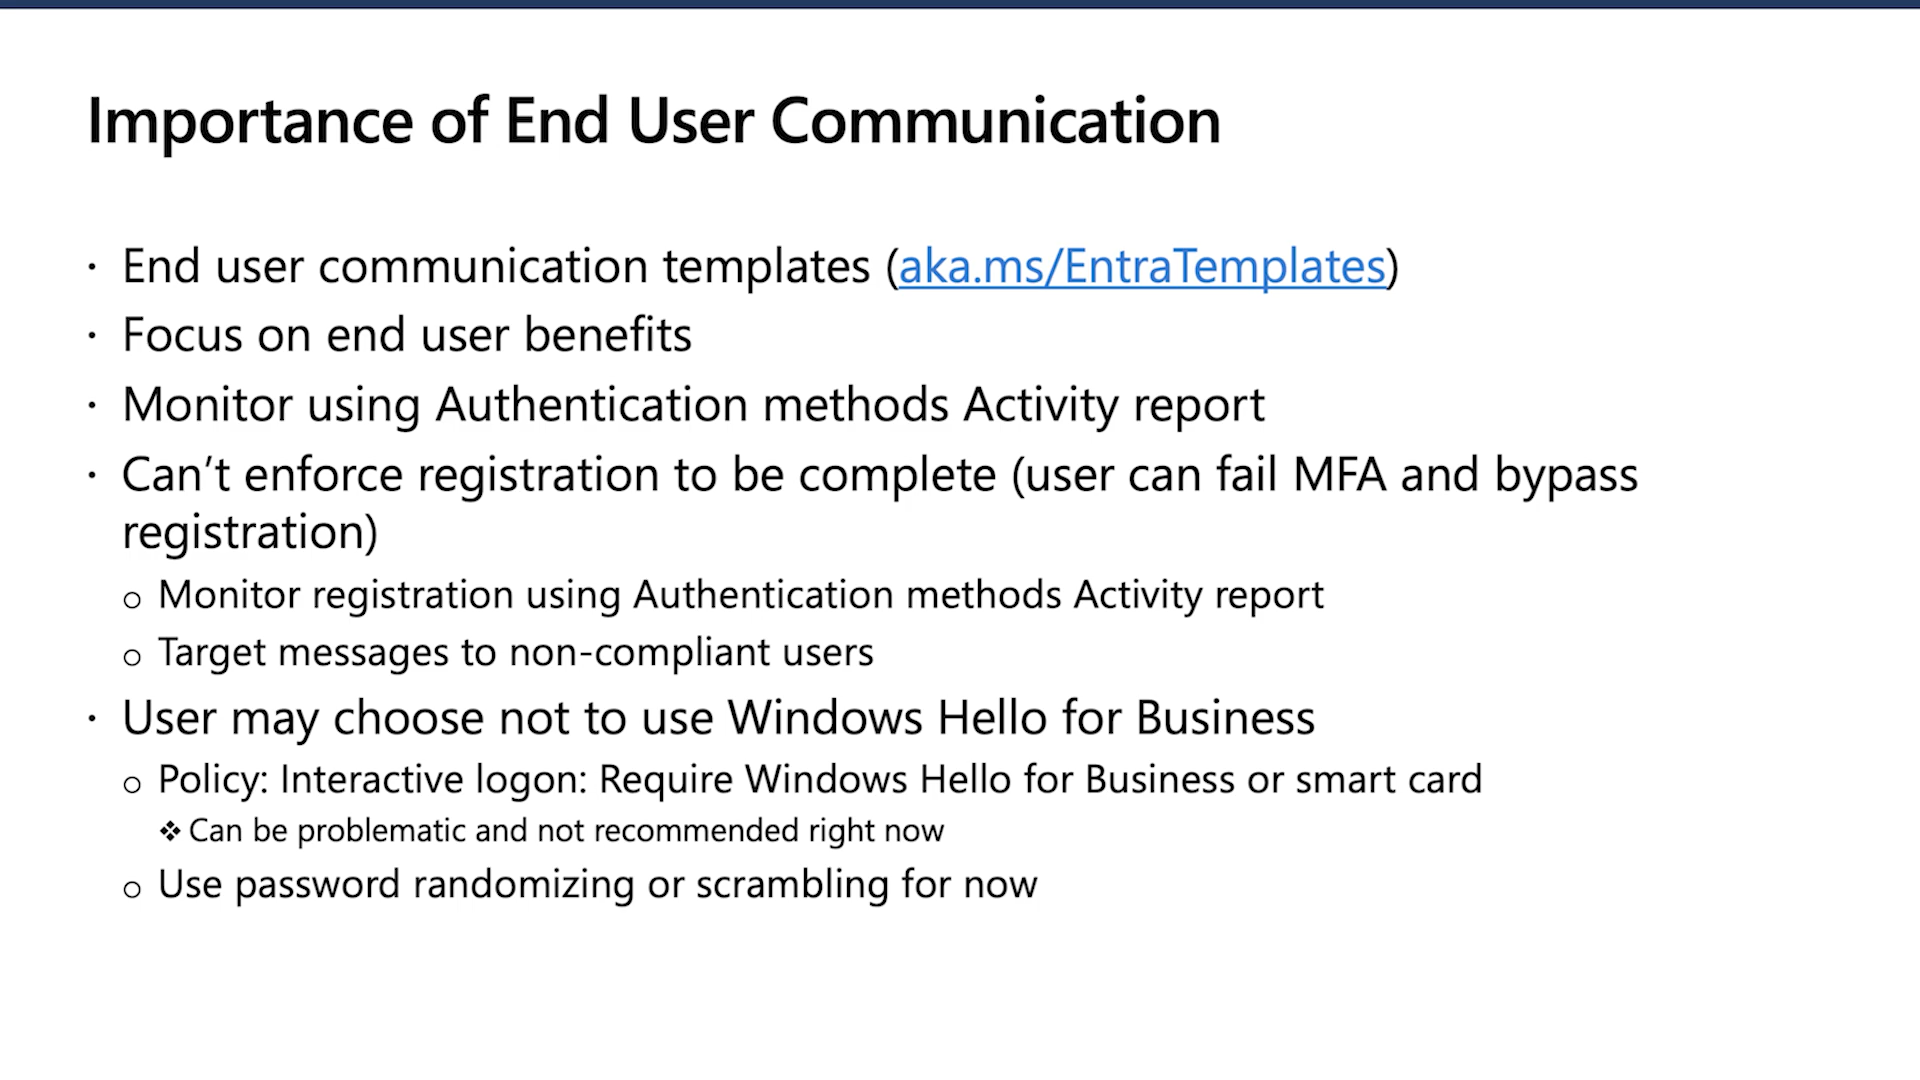 Importance of End User Communication
· End user communication templates (aka.ms/EntraTemplates)
· Focus on end user benefits
· Monitor using Authentication methods Activity report
· Can’t enforce registration to be complete (user can fail MFA and bypass
registration)
o Monitor registration using Authentication methods Activity report
o Target messages to non-compliant users
· User may choose not to use Windows Hello for Business
o Policy: Interactive logon: Require Windows Hello for Business or smart card
❖ Can be problematic and not recommended right now
o Use password randomizing or scrambling for now